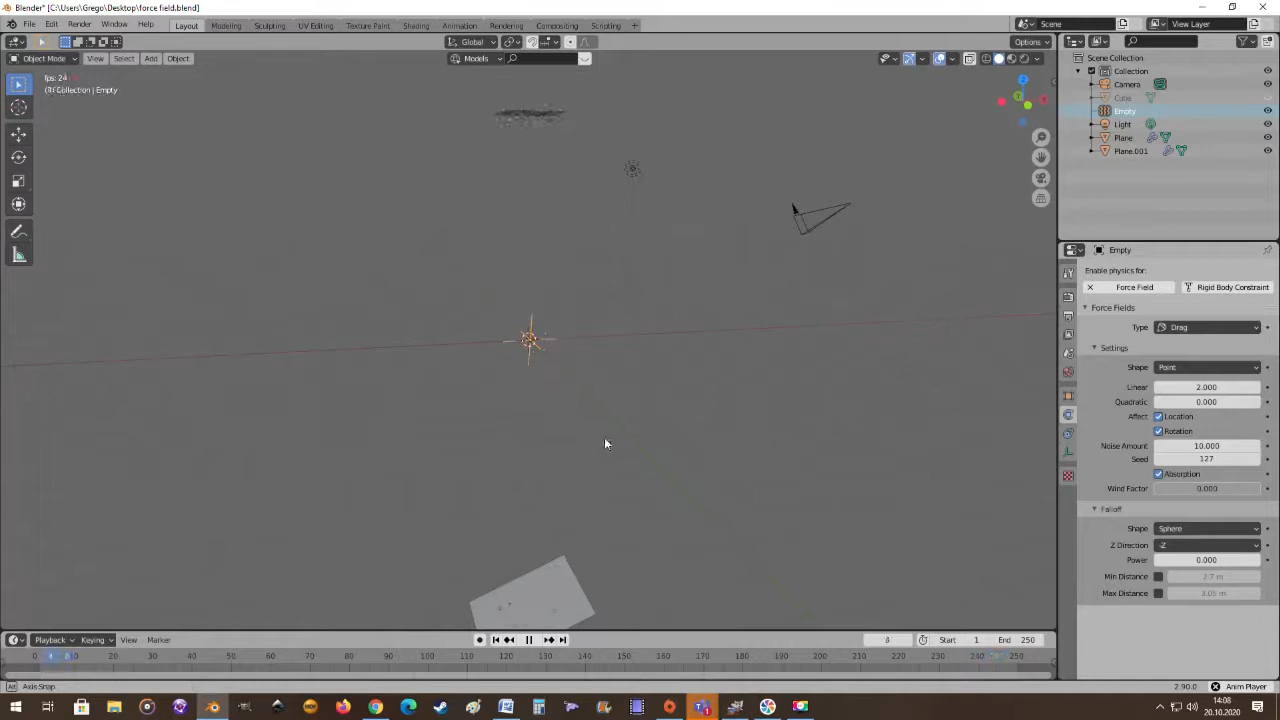 Blender* [C:\Users\Grego\Desktop\force field.blend]
File Edit Render Window Help Layout Modeling Sculpting UV Editing Texture Paint Shading Animation Rendering Compositing Scripting + Scene View Layer
Global Options
Object Mode View Select Add Object Models
fps: 24
Collection | Empty
Scene Collection
Collection
Camera
Cube
Empty
Light
Plane
Plane.001
Empty
Enable physics for:
Force Field Rigid Body Constraint
Force Fields
Type Drag
Settings
Shape Point
Linear 2.000
Quadratic 0.000
Affect Location
Rotation
Noise Amount 10.000
Seed 127
Absorption
Wind Factor 0.000
Falloff
Shape Sphere
Z Direction -Z
Power 0.000
Min Distance 2.7 m
Max Distance 3.05 m
Playback Keying View Marker 8 Start 1 End 250
0 10 20 30 40 50 60 70 80 90 100 110 120 130 140 150 160 170 180 190 200 210 220 230 240 250
Axis Snap 2.90.0 Anim Player
14:08
20.10.2020